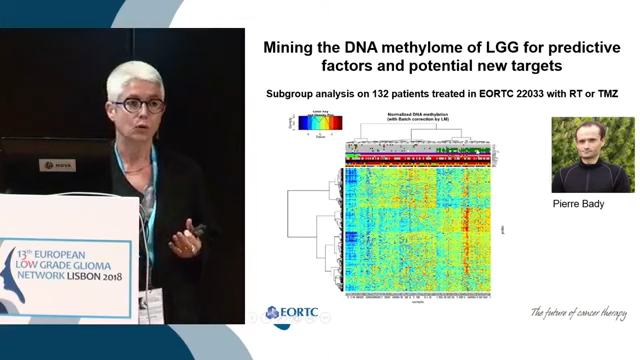 Mining the DNA methylome of LGG for predictive
factors and potential new targets
Subgroup analysis on 132 patients treated in EORTC 22033 with RT or TMZ
Normalized DNA methylation
(with Batch correction by LM)
Pierre Bady
13th EUROPEAN
LOW GRADE GLIOMA
NETWORK LISBON 2018
EORTC
The future of cancer therapy